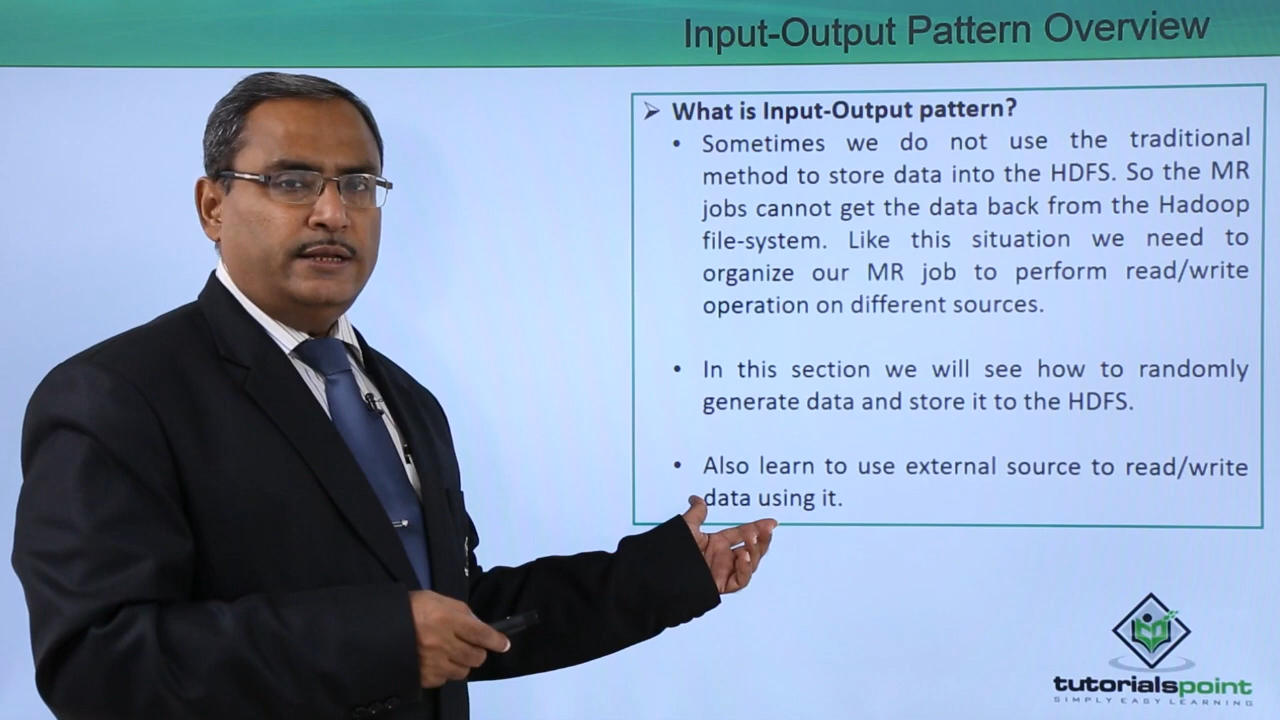 Input-Output Pattern Overview
➢ What is Input-Output pattern?
• Sometimes we do not use the traditional
method to store data into the HDFS. So the MR
jobs cannot get the data back from the Hadoop
file-system. Like this situation we need to
organize our MR job to perform read/write
operation on different sources.
• In this section we will see how to randomly
generate data and store it to the HDFS.
• Also learn to use external source to read/write
data using it.
tutorialspoint
SIMPLY EASY LEARNING